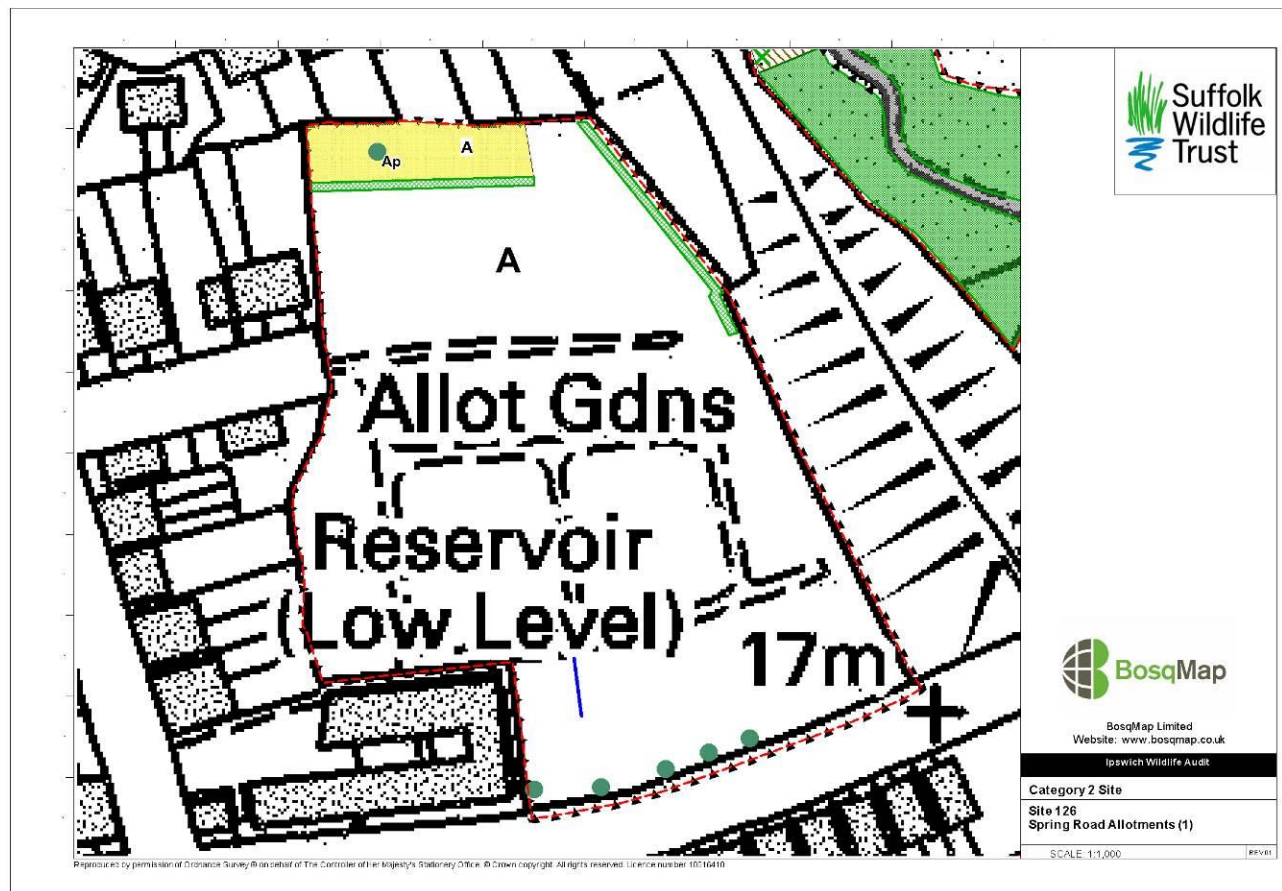 Ap
A
A
Allot Gdns
Reservoir
(Low Level)
17m
Suffolk
Wildlife
Trust
BosqMap
BosqMap Limited
Website: www.bosqmap.co.uk
Ipswich Wildlife Audit
Category 2 Site
Site 126
Spring Road Allotments (1)
SCALE: 1:1,000
REV01
Reproduced by permission of Ordnance Survey ® on behalf of The Controller of Her Majesty's Stationery Office. © Crown copyright. All rights reserved. Licence number 10016410